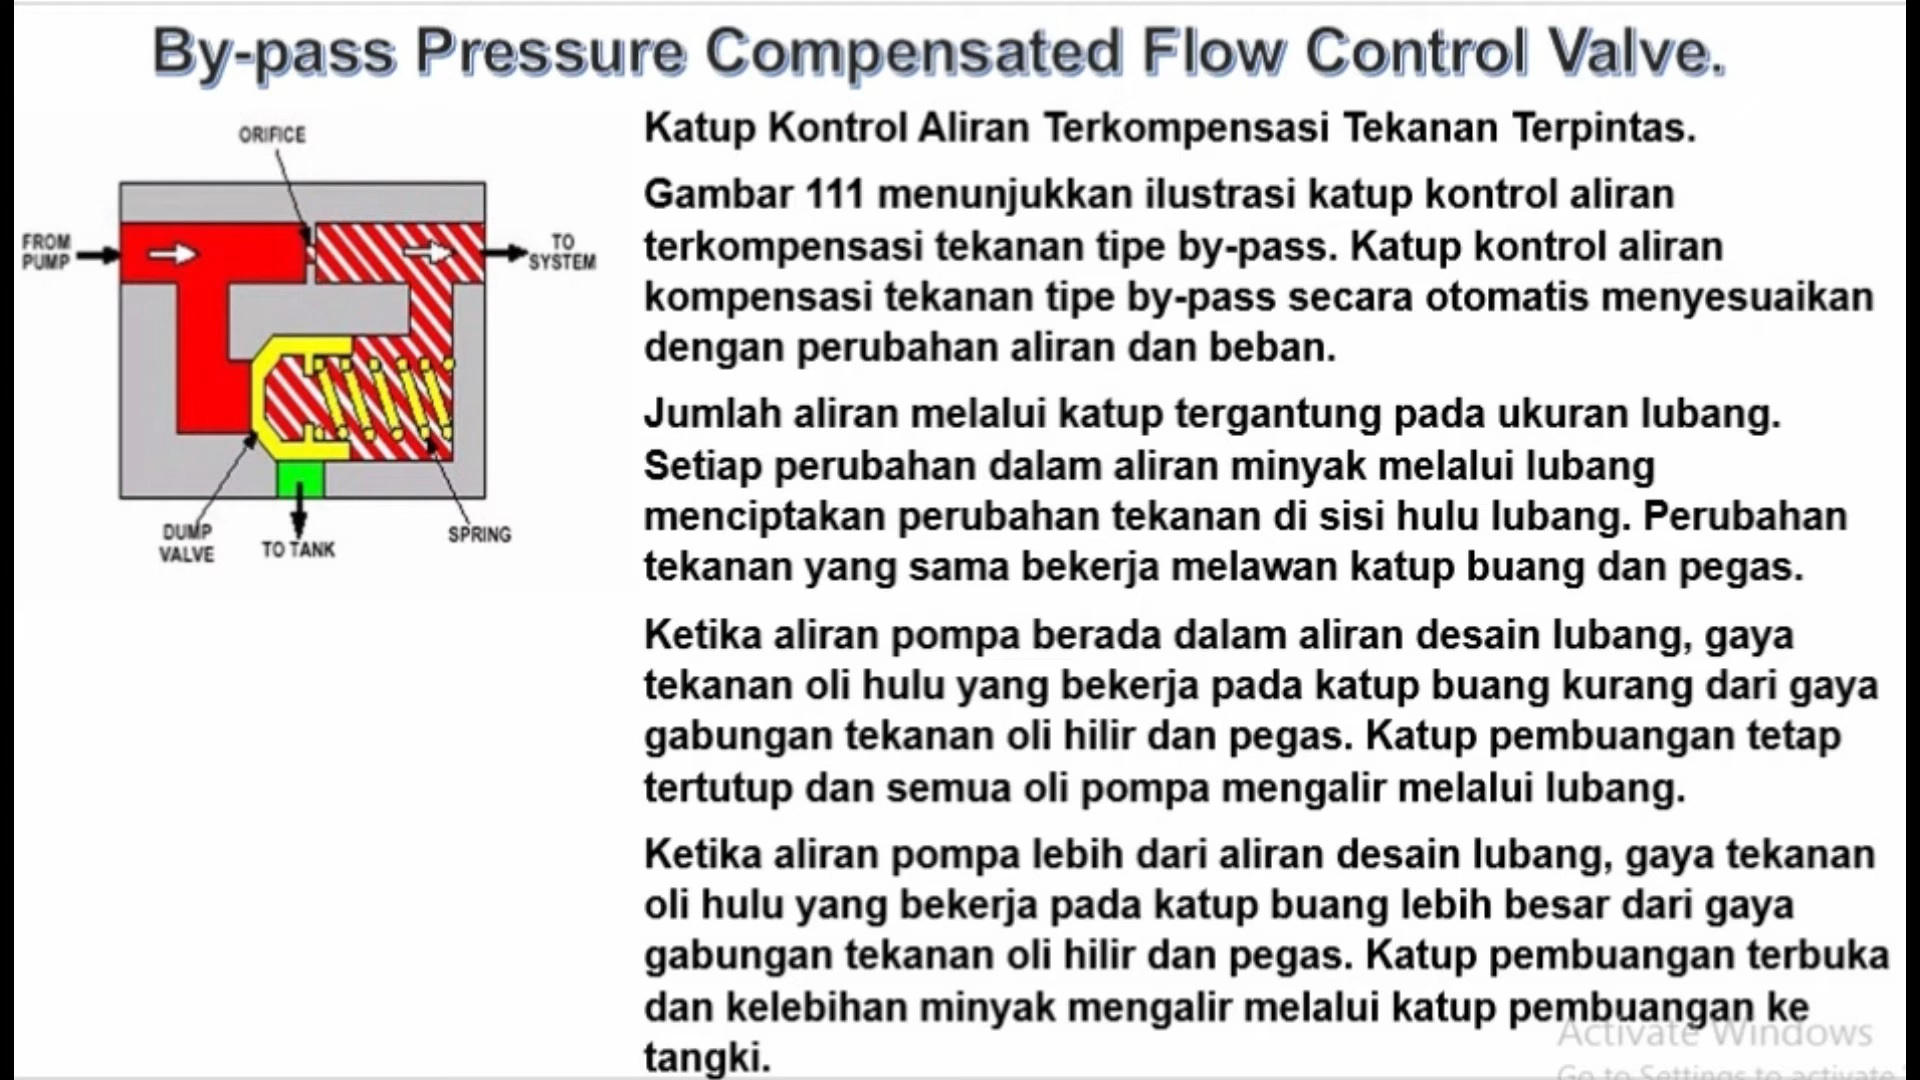 By-pass Pressure Compensated Flow Control Valve.
ORIFICE
FROM
PUMP
TO
SYSTEM
DUMP
VALVE
TO TANK
SPRING
Katup Kontrol Aliran Terkompensasi Tekanan Terpintas.
Gambar 111 menunjukkan ilustrasi katup kontrol aliran
terkompensasi tekanan tipe by-pass. Katup kontrol aliran
kompensasi tekanan tipe by-pass secara otomatis menyesuaikan
dengan perubahan aliran dan beban.
Jumlah aliran melalui katup tergantung pada ukuran lubang.
Setiap perubahan dalam aliran minyak melalui lubang
menciptakan perubahan tekanan di sisi hulu lubang. Perubahan
tekanan yang sama bekerja melawan katup buang dan pegas.
Ketika aliran pompa berada dalam aliran desain lubang, gaya
tekanan oli hulu yang bekerja pada katup buang kurang dari gaya
gabungan tekanan oli hilir dan pegas. Katup pembuangan tetap
tertutup dan semua oli pompa mengalir melalui lubang.
Ketika aliran pompa lebih dari aliran desain lubang, gaya tekanan
oli hulu yang bekerja pada katup buang lebih besar dari gaya
gabungan tekanan oli hilir dan pegas. Katup pembuangan terbuka
dan kelebihan minyak mengalir melalui katup pembuangan ke
tangki.
Activate Windows
Go to Settings to activate